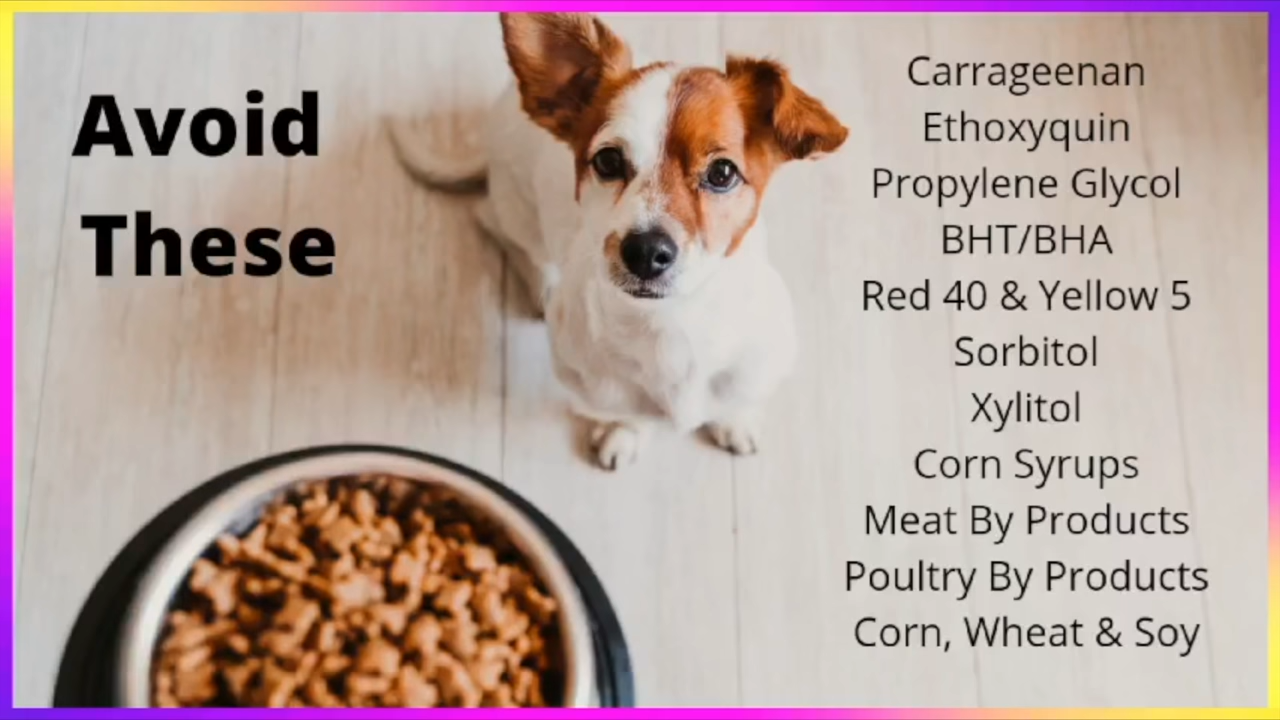 Avoid
These
Carrageenan
Ethoxyquin
Propylene Glycol
BHT/BHA
Red 40 & Yellow 5
Sorbitol
Xylitol
Corn Syrups
Meat By Products
Poultry By Products
Corn, Wheat & Soy